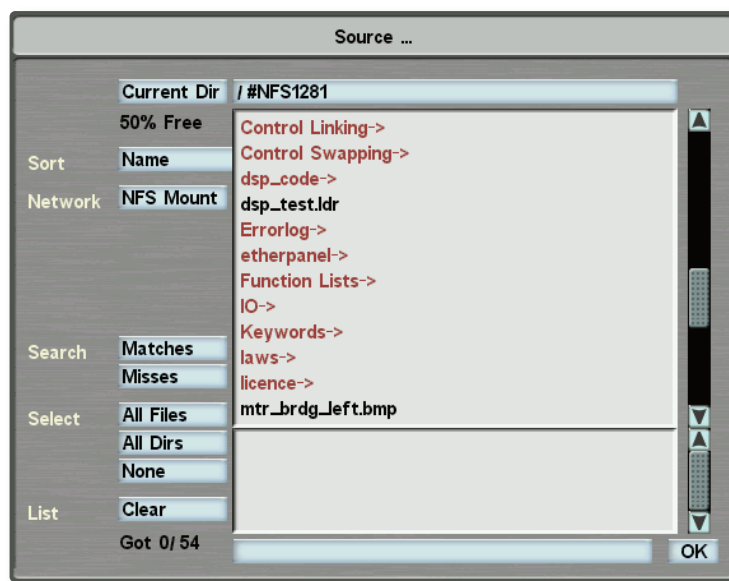 Source ...
Current Dir / #NFS1281
50% Free
Control Linking->
Control Swapping->
Sort Name
dsp_code->
Network NFS Mount
dsp_test.ldr
Errorlog->
etherpanel->
Function Lists->
IO->
Keywords->
Search Matches
laws->
Misses
licence->
Select All Files
mtr_brdg_left.bmp
All Dirs
None
List Clear
Got 0/ 54
OK